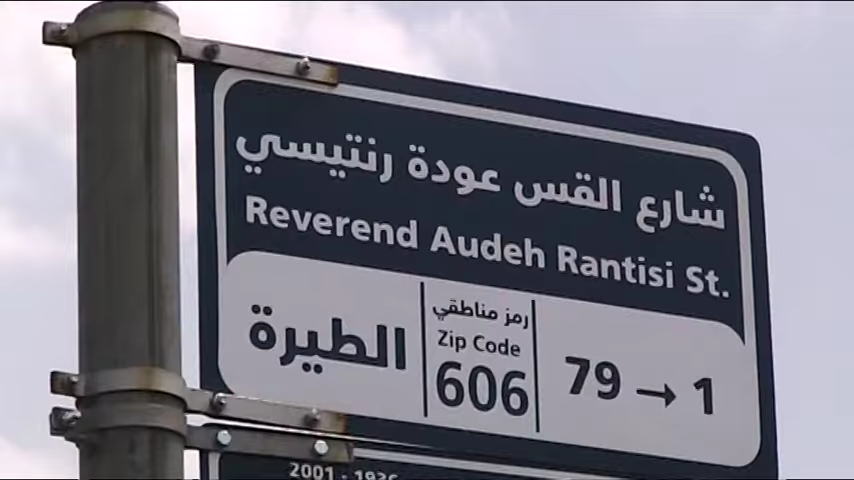 شارع القس عودة رنتيسي
Reverend Audeh Rantisi St.
الطيرة
رمز مناطقي
Zip Code
606
79 → 1